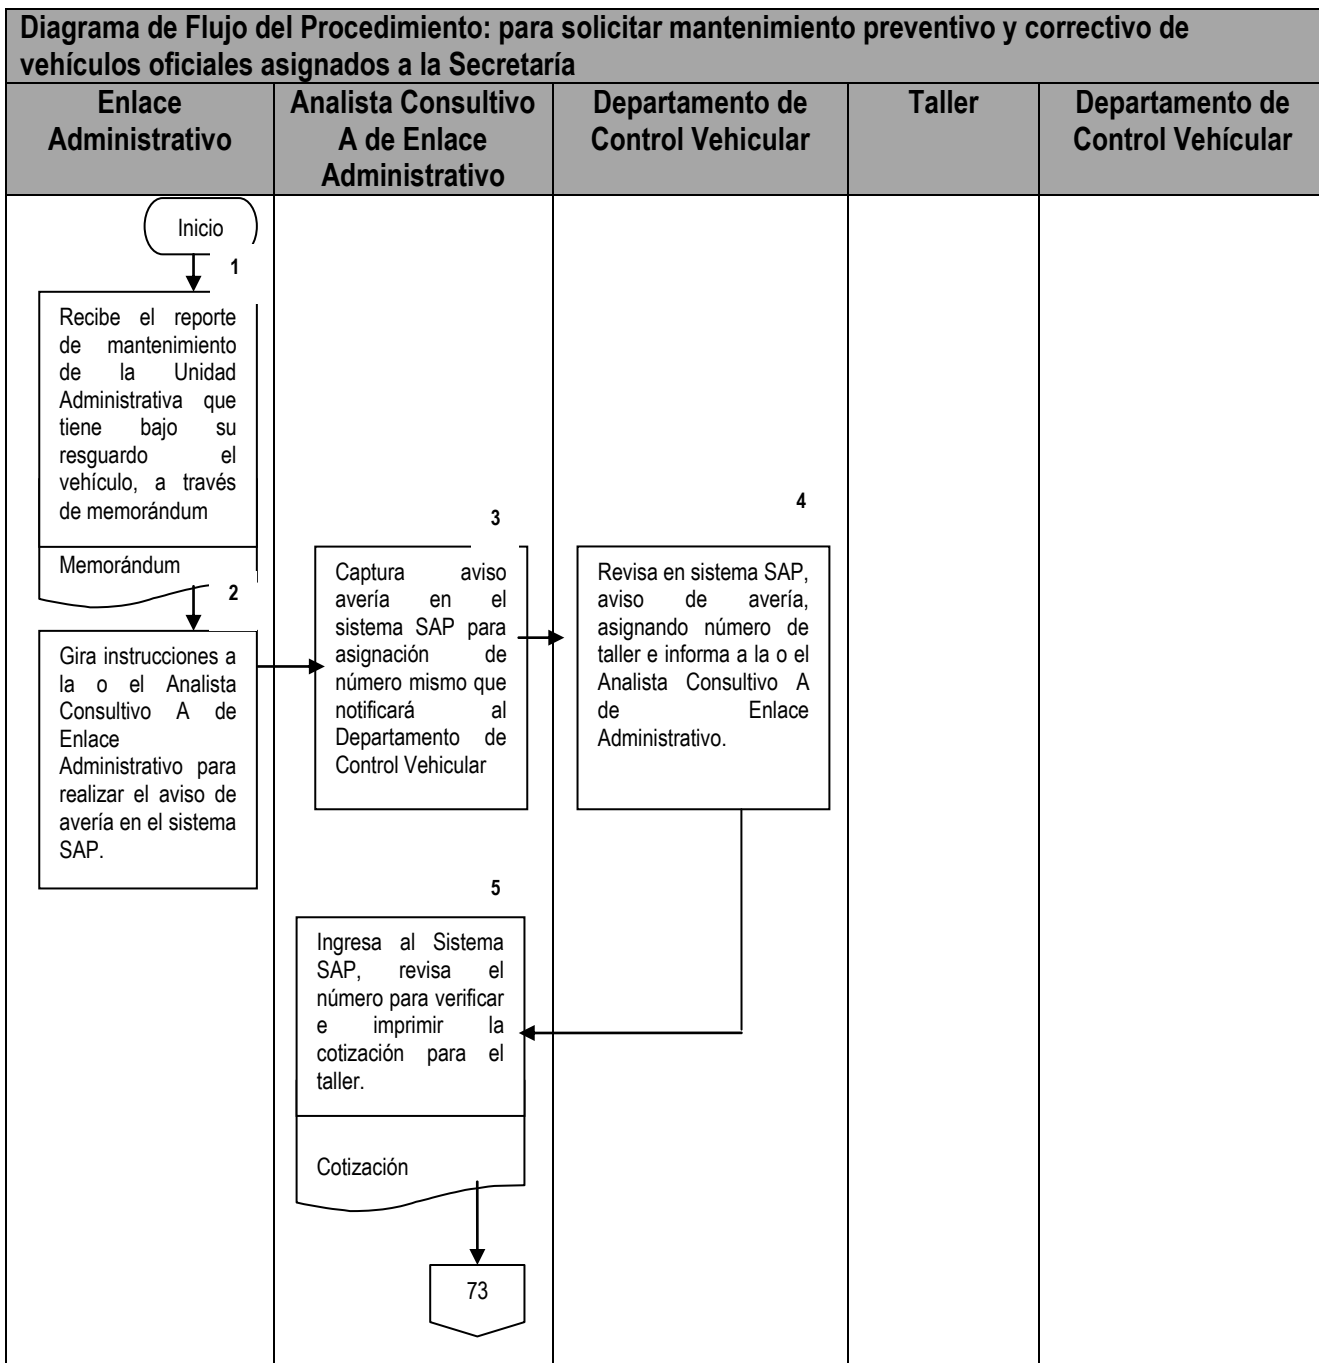 Diagrama de Flujo del Procedimiento: para solicitar mantenimiento preventivo y correctivo de
vehículos oficiales asignados a la Secretaría
Enlace
Administrativo
Analista Consultivo
A de Enlace
Administrativo
Departamento de
Control Vehicular
Taller
Departamento de
Control Vehícular
Inicio
1
Recibe el reporte
de mantenimiento
de la Unidad
Administrativa que
tiene bajo su
resguardo el
vehículo, a través
de memorándum
Memorándum
2
Gira instrucciones a
la o el Analista
Consultivo A de
Enlace
Administrativo para
realizar el aviso de
avería en el sistema
SAP.
3
Captura aviso
avería en el
sistema SAP para
asignación de
número mismo que
notificará al
Departamento de
Control Vehicular
4
Revisa en sistema SAP,
aviso de avería,
asignando número de
taller e informa a la o el
Analista Consultivo A
de Enlace
Administrativo.
5
Ingresa al Sistema
SAP, revisa el
número para verificar
e imprimir la
cotización para el
taller.
Cotización
73